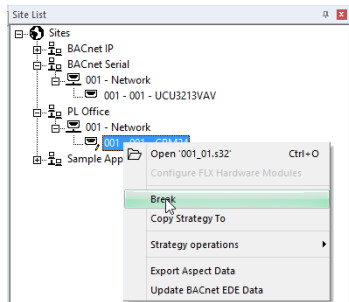 Site List
Sites
BACnet IP
BACnet Serial
001 - Network
001 - 001 - UCU3213VAV
PL Office
001 - Network
001
Sample App
Open '001_01.s32' Ctrl+O
Configure FLX Hardware Modules
Break
Copy Strategy To
Strategy operations
Export Aspect Data
Update BACnet EDE Data